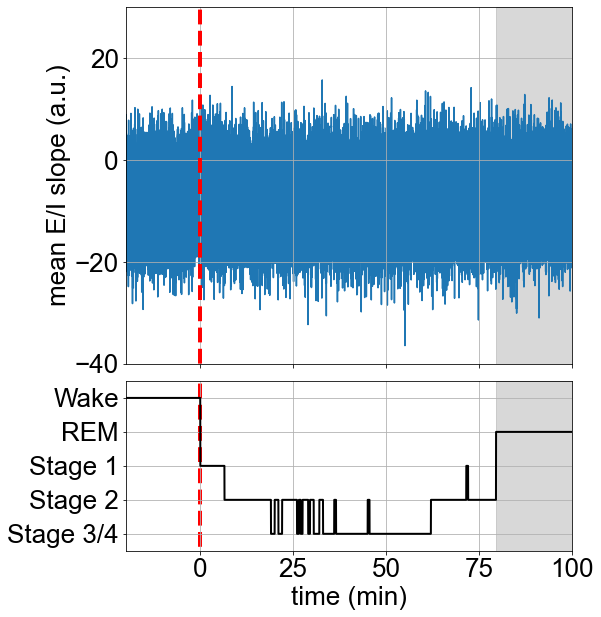 mean E/I slope (a.u.)
20
0
−20
−40
Wake
REM
Stage 1
Stage 2
Stage 3/4
0 25 50 75 100
time (min)